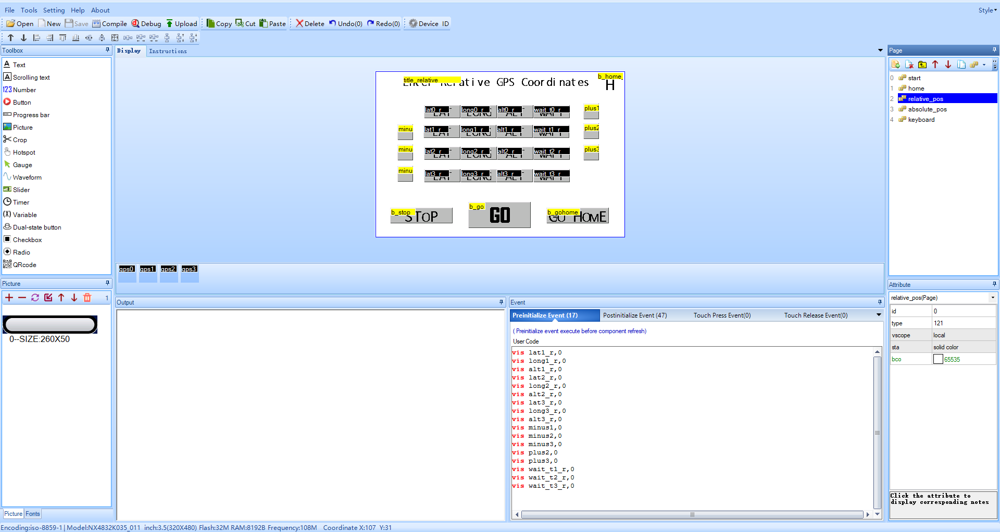 File Tools Setting Help About Style
Open New Save Compile Debug Upload Copy Cut Paste Delete Undo(0) Redo(0) Device ID
Toolbox
Text
Scrolling text
123 Number
Button
Progress bar
Picture
Crop
Hotspot
Gauge
Waveform
Slider
Timer
(X) Variable
Dual-state button
Checkbox
Radio
QRcode
Picture
1
0--SIZE:260X50
Picture Fonts
Display Instructions
title_relative
ative GPS Coordinates
b_home_
H
lat0_r long0_r alt0_r wait_t0_r plus1
minu lat1_r long1_r alt1_r wait_t1_r plus2
minu lat2_r long2_r alt2_r wait_t2_r plus3
minu lat3_r long3_r alt3_r wait_t3_r
b_stop STOP
b_go GO
b_gohome GO HOME
gps0 gps1 gps2 gps3
Output
Event
Preinitialize Event (17) Postinitialize Event (47) Touch Press Event(0) Touch Release Event(0)
( Preinitialize event execute before component refresh)
User Code
vis lat1_r,0
vis long1_r,0
vis alt1_r,0
vis lat2_r,0
vis long2_r,0
vis alt2_r,0
vis lat3_r,0
vis long3_r,0
vis alt3_r,0
vis minus1,0
vis minus2,0
vis minus3,0
vis plus2,0
vis plus3,0
vis wait_t1_r,0
vis wait_t2_r,0
vis wait_t3_r,0
Page
0 start
1 home
2 relative_pos
3 absolute_pos
4 keyboard
Attribute
relative_pos(Page)
id 0
type 121
vscope local
sta solid color
bco 65535
Click the attribute to
display corresponding notes
Encoding:iso-8859-1 | Model:NX4832K035_011 inch:3.5(320X480) Flash:32M RAM:8192B Frequency:108M Coordinate X:107 Y:31